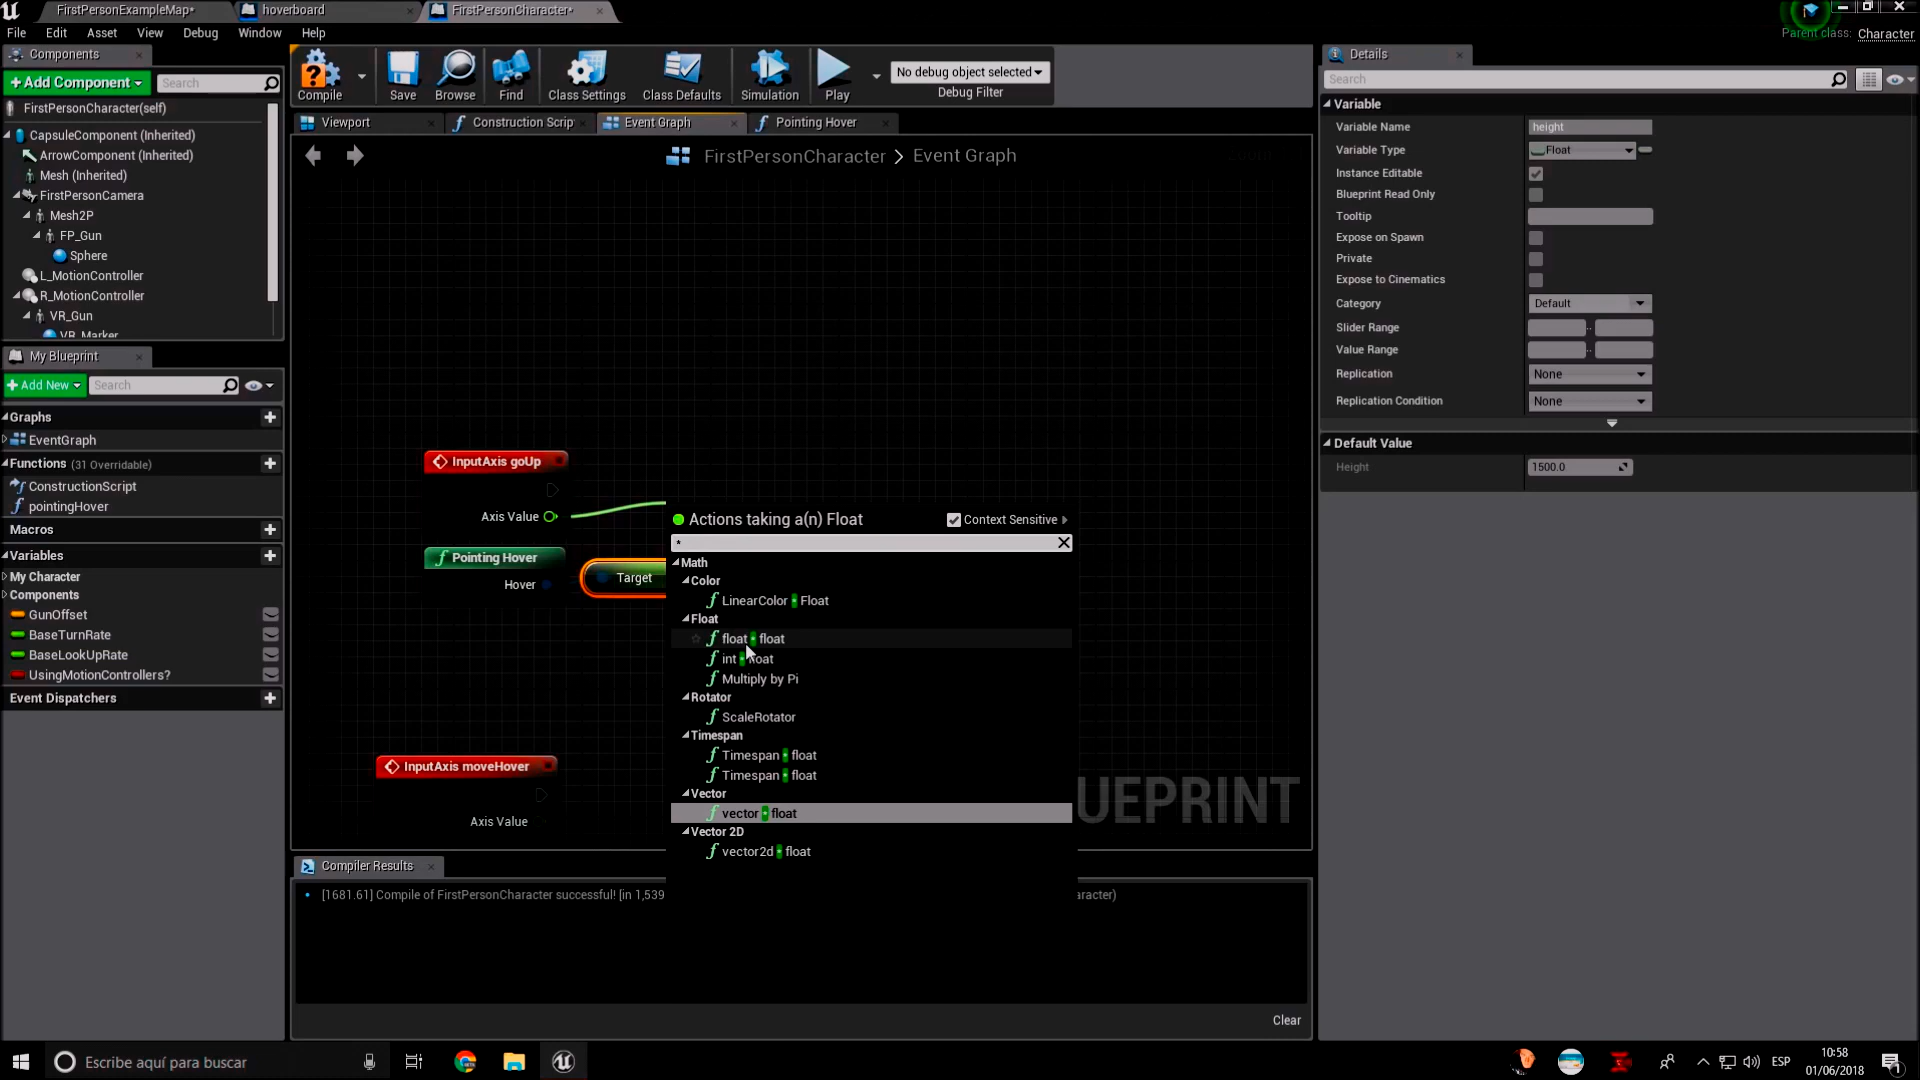 FirstPersonExampleMap*
hoverboard
FirstPersonCharacter*
File Edit Asset View Debug Window Help
Parent class: Character
Components
+Add Component
Search
FirstPersonCharacter(self)
CapsuleComponent (Inherited)
ArrowComponent (Inherited)
Mesh (Inherited)
FirstPersonCamera
Mesh2P
FP_Gun
Sphere
L_MotionController
R_MotionController
VR_Gun
VR_Marker
My Blueprint
+Add New
Search
Graphs
EventGraph
Functions (31 Overridable)
ConstructionScript
pointingHover
Macros
Variables
My Character
Components
GunOffset
BaseTurnRate
BaseLookUpRate
UsingMotionControllers?
Event Dispatchers
Compile Save Browse Find Class Settings Class Defaults Simulation Play
No debug object selected
Debug Filter
Viewport
Construction Scrip
Event Graph
Pointing Hover
FirstPersonCharacter > Event Graph
InputAxis goUp
Axis Value
Pointing Hover
Hover
Target
InputAxis moveHover
Axis Value
UEPRINT
Actions taking a(n) Float
Context Sensitive
*
Math
Color
LinearColor * Float
Float
float * float
int * float
Multiply by Pi
Rotator
ScaleRotator
Timespan
Timespan * float
Timespan * float
Vector
vector * float
Vector 2D
vector2d * float
Compiler Results
[1681.61] Compile of FirstPersonCharacter successful! [in 1,539
aracter)
Clear
Details
Search
Variable
Variable Name height
Variable Type Float
Instance Editable
Blueprint Read Only
Tooltip
Expose on Spawn
Private
Expose to Cinematics
Category Default
Slider Range
Value Range
Replication None
Replication Condition None
Default Value
Height 1500.0
Escribe aquí para buscar
ESP
10:58
01/06/2018
1